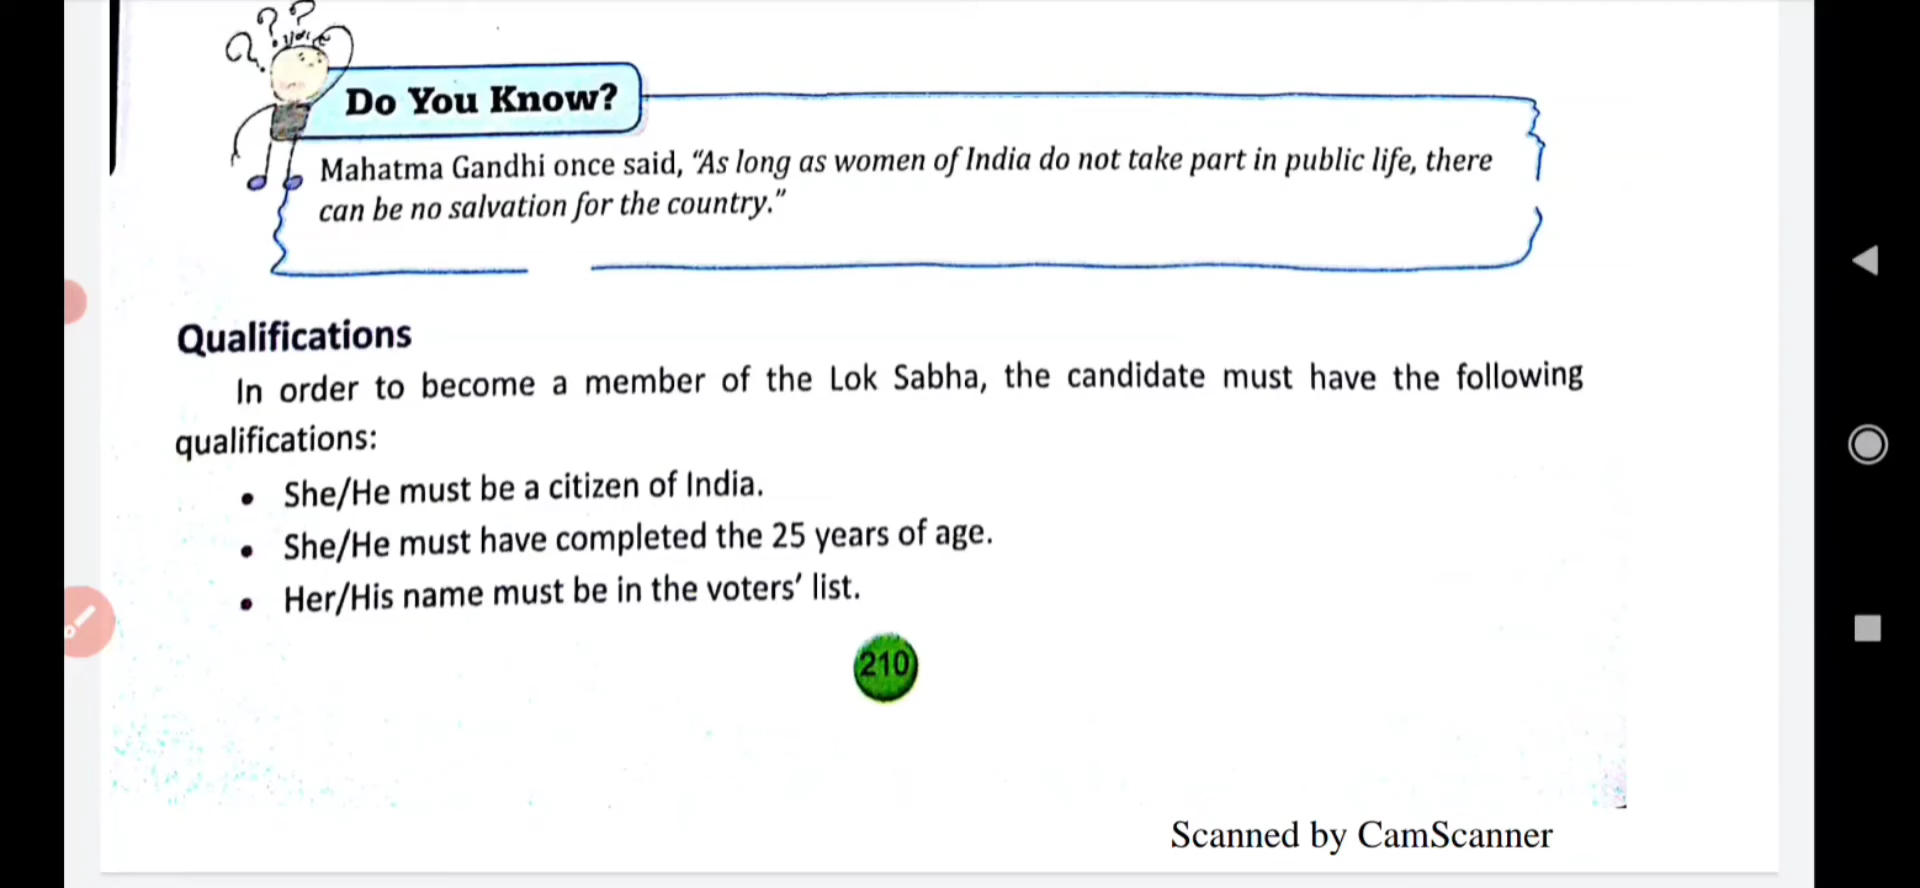 Do You Know?
Mahatma Gandhi once said, “As long as women of India do not take part in public life, there
can be no salvation for the country.”
Qualifications
In order to become a member of the Lok Sabha, the candidate must have the following
qualifications:
• She/He must be a citizen of India.
• She/He must have completed the 25 years of age.
• Her/His name must be in the voters’ list.
210
Scanned by CamScanner